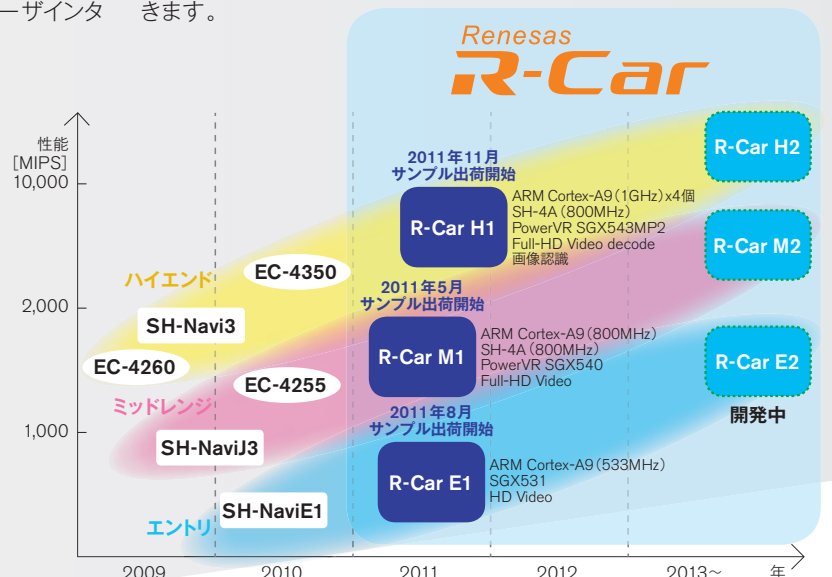 ーザインタ きます。
Renesas
R-Car
性能
[MIPS]
10,000
2,000
1,000
ハイエンド
ミッドレンジ
エントリ
EC-4350
SH-Navi3
EC-4260
EC-4255
SH-NaviJ3
SH-NaviE1
2011年11月
サンプル出荷開始
R-Car H1
ARM Cortex-A9（1GHz）x4個
SH-4A（800MHz）
PowerVR SGX543MP2
Full-HD Video decode
画像認識
2011年5月
サンプル出荷開始
R-Car M1
ARM Cortex-A9（800MHz）
SH-4A（800MHz）
PowerVR SGX540
Full-HD Video
2011年8月
サンプル出荷開始
R-Car E1
ARM Cortex-A9（533MHz）
SGX531
HD Video
R-Car H2
R-Car M2
R-Car E2
開発中
2009 2010 2011 2012 2013〜 年